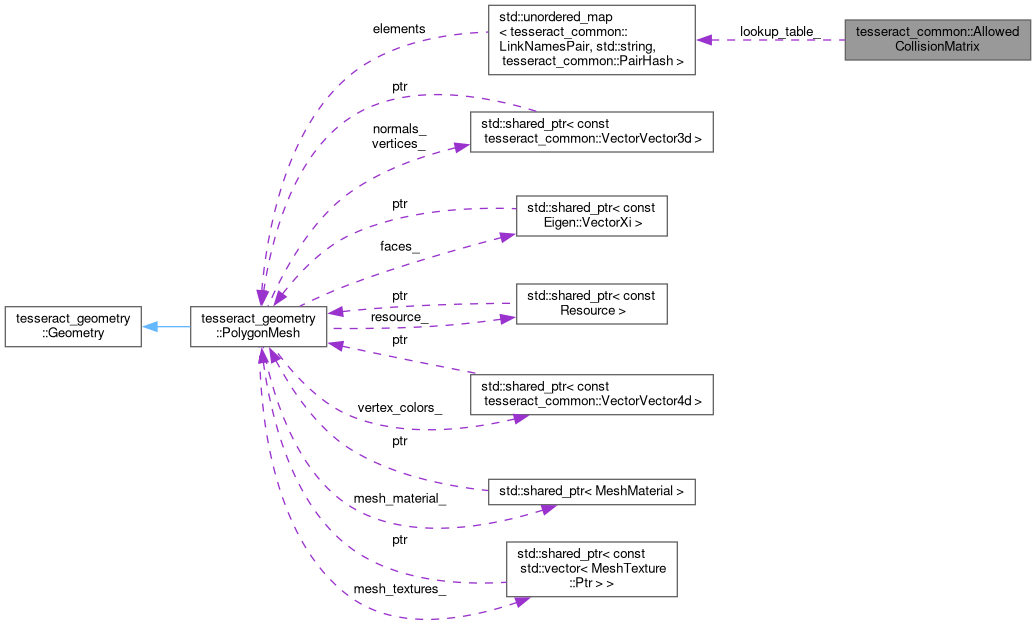 elements
std::unordered_map
< tesseract_common::
LinkNamesPair, std::string,
tesseract_common::PairHash >
lookup_table_
tesseract_common::Allowed
CollisionMatrix
ptr
std::shared_ptr< const
tesseract_common::VectorVector3d >
normals_
vertices_
ptr
std::shared_ptr< const
Eigen::VectorXi >
faces_
ptr
std::shared_ptr< const
Resource >
resource_
tesseract_geometry
::Geometry
tesseract_geometry
::PolygonMesh
ptr
std::shared_ptr< const
tesseract_common::VectorVector4d >
vertex_colors_
ptr
std::shared_ptr< MeshMaterial >
mesh_material_
ptr
std::shared_ptr< const
std::vector< MeshTexture
::Ptr > >
mesh_textures_